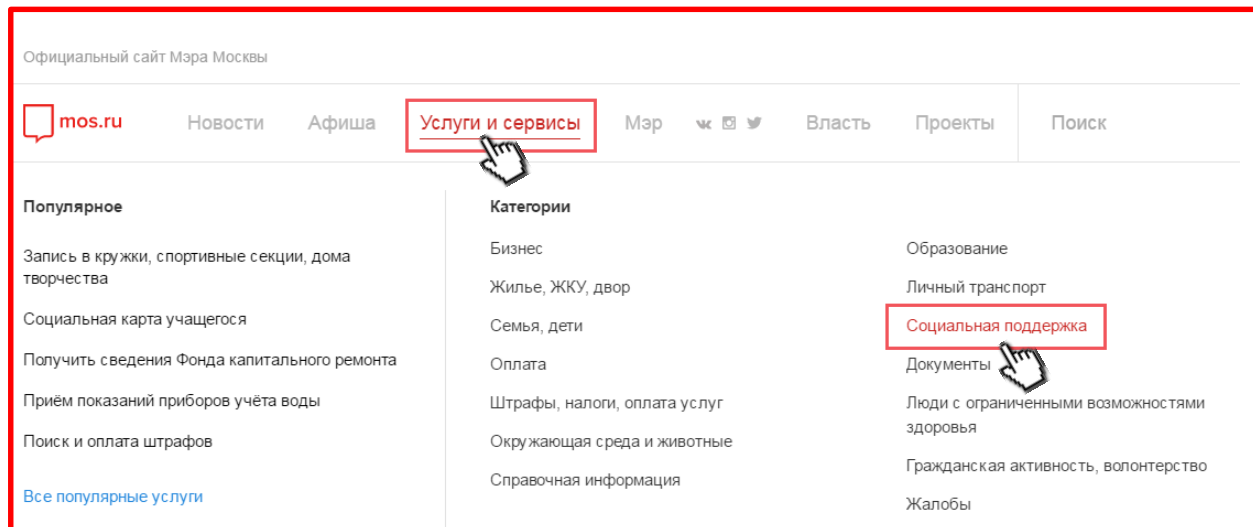 Официальный сайт Мэра Москвы
mos.ru
Новости
Афиша
Услуги и сервисы
Мэр
Власть
Проекты
Поиск
Популярное
Запись в кружки, спортивные секции, дома
творчества
Социальная карта учащегося
Получить сведения Фонда капитального ремонта
Приём показаний приборов учёта воды
Поиск и оплата штрафов
Все популярные услуги
Категории
Бизнес
Жилье, ЖКУ, двор
Семья, дети
Оплата
Штрафы, налоги, оплата услуг
Окружающая среда и животные
Справочная информация
Образование
Личный транспорт
Социальная поддержка
Документы
Люди с ограниченными возможностями
здоровья
Гражданская активность, волонтерство
Жалобы